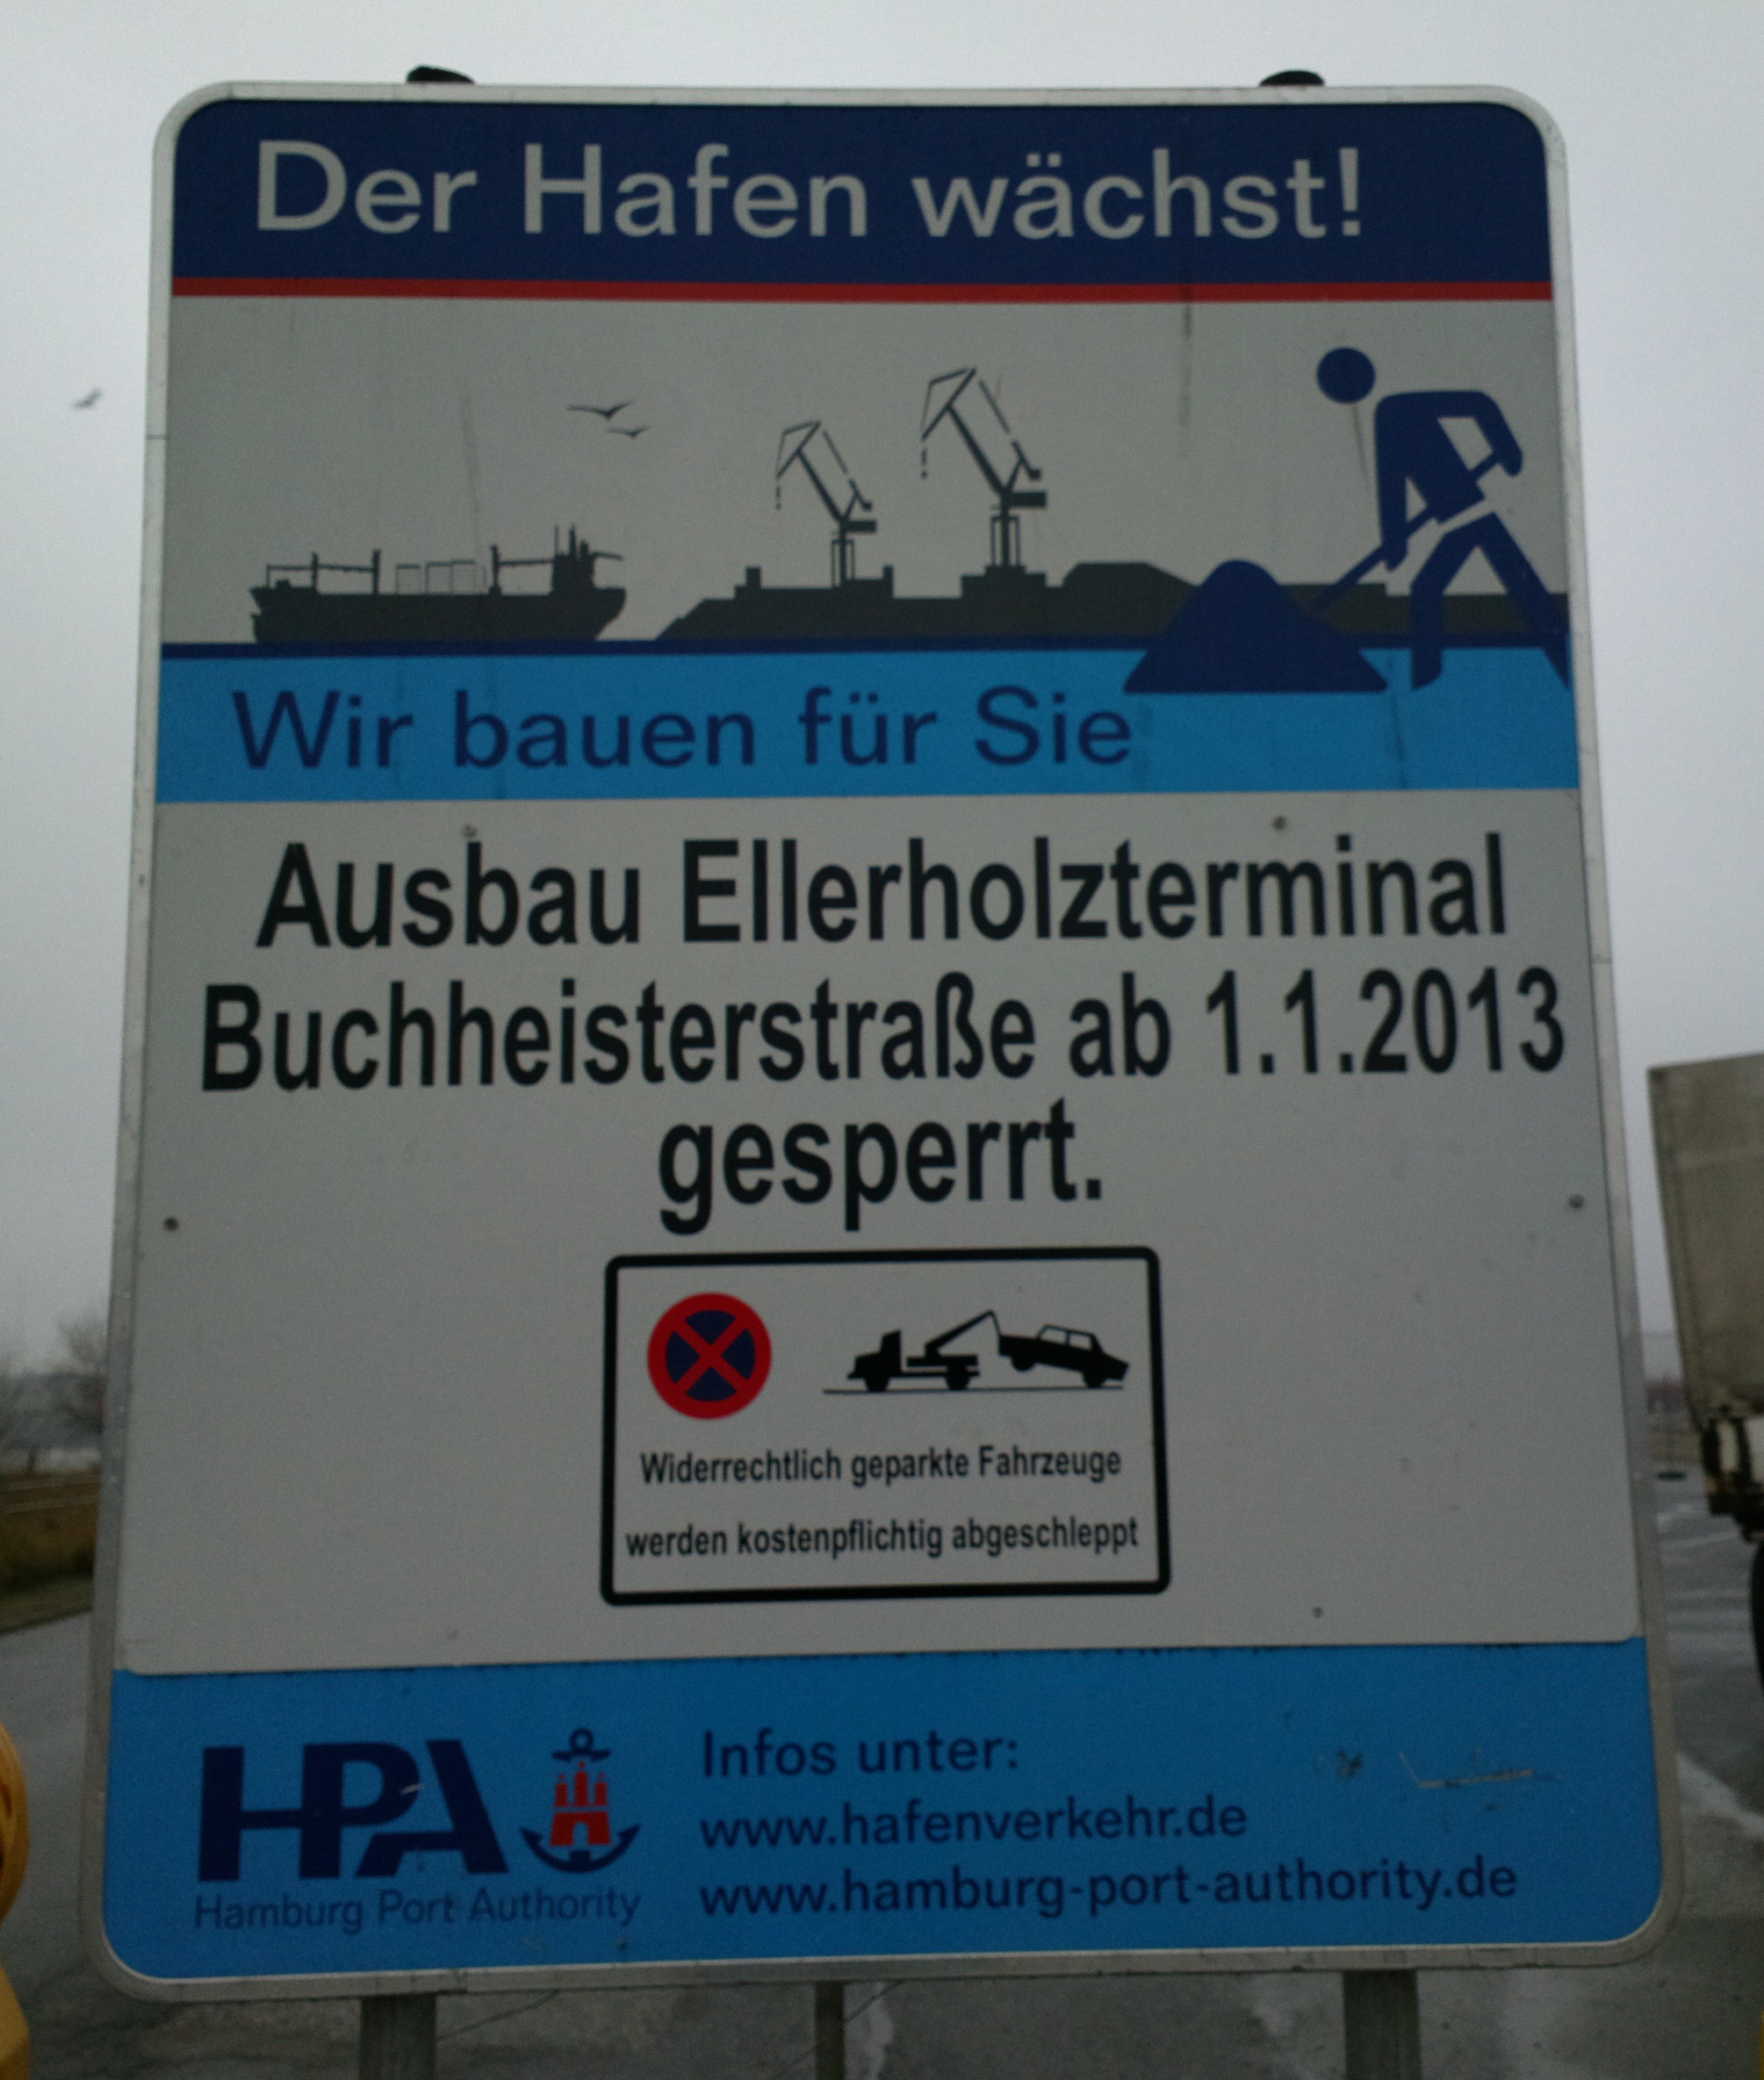 Der Hafen wächst!
Wir bauen für Sie
Ausbau Ellerholzterminal
Buchheisterstraße ab 1.1.2013
gesperrt.
Widerrechtlich geparkte Fahrzeuge
werden kostenpflichtig abgeschleppt
HPA
Hamburg Port Authority
Infos unter:
www.hafenverkehr.de
www.hamburg-port-authority.de